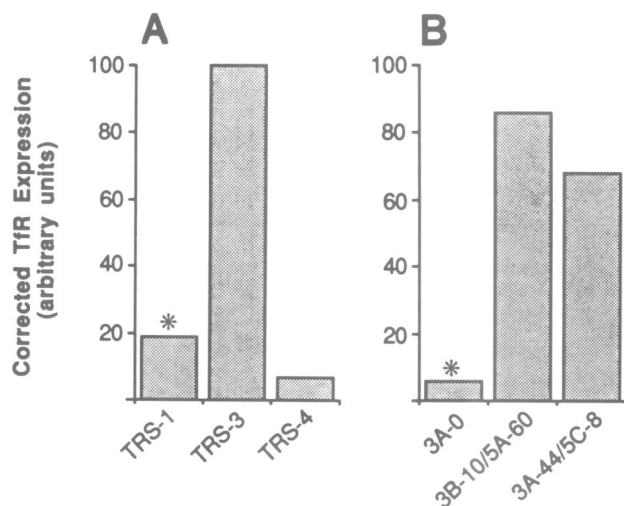 A
Corrected TfR Expression
(arbitrary units)
100
80
60
40
20
*
TRS-1
TRS-3
TRS-4
B
100
80
60
40
20
*
3A-0
3B-10/5A-60
3A-44/5C-8